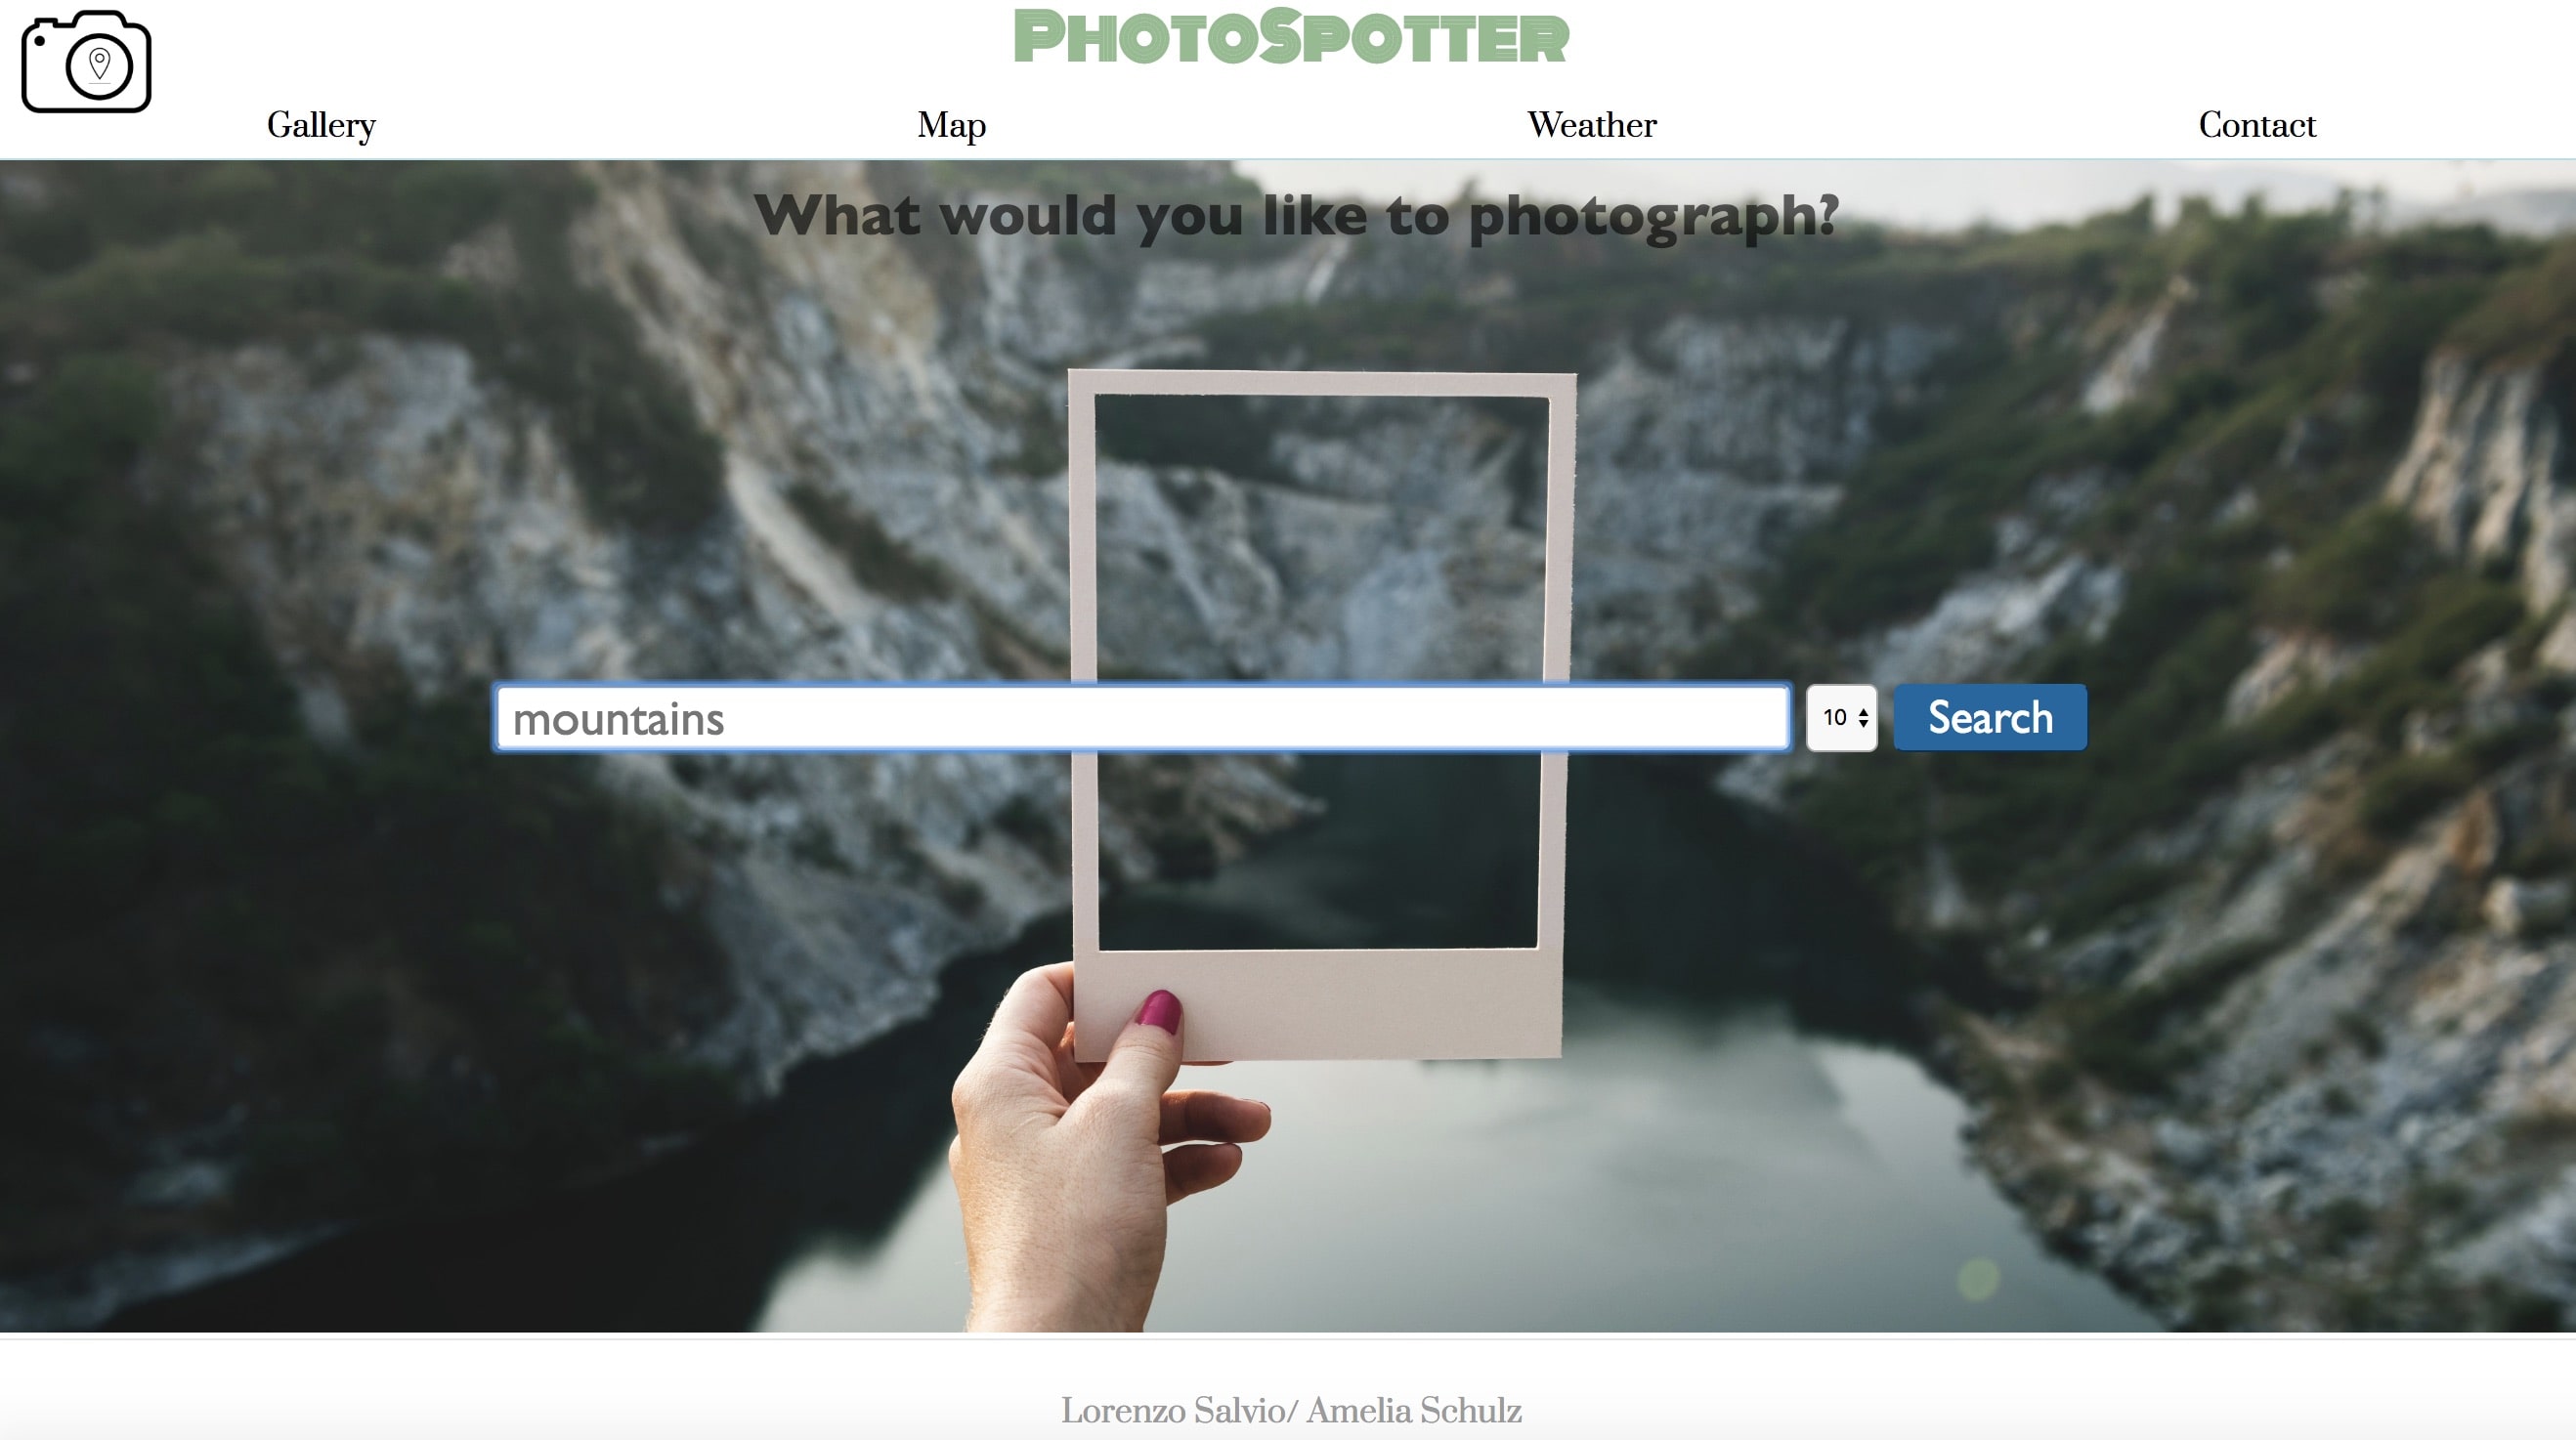 PhotoSpotter
Gallery Map Weather Contact
What would you like to photograph?
mountains 10 Search
Lorenzo Salvio/ Amelia Schulz